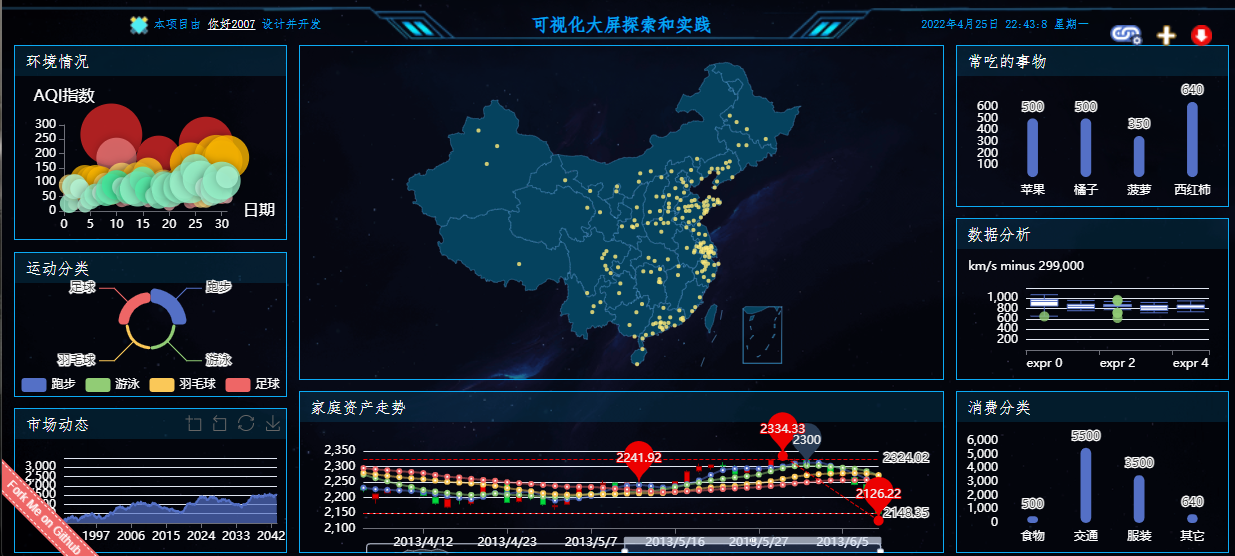 本项目由 你好2007 设计并开发
可视化大屏探索和实践
2022年4月25日 22:43:8 星期一
环境情况
AQI指数
300
250
200
150
100
50
0
0 5 10 15 20 25 30
日期
运动分类
足球 跑步
羽毛球 游泳
跑步 游泳 羽毛球 足球
市场动态
3,000
1997 2006 2015 2024 2033 2042
Fork Me on Github
家庭资产走势
2,350
2,300
2,250
2,200
2,150
2,100
2241.92
2334.33
2300
2324.02
2126.22
2148.35
2013/4/12 2013/4/23 2013/5/7 2013/5/16 2013/5/27 2013/6/5
常吃的事物
600
500
400
300
200
100
500 500 350 640
苹果 橘子 菠萝 西红柿
数据分析
km/s minus 299,000
1,000
800
600
400
200
expr 0 expr 2 expr 4
消费分类
6,000
5,000
4,000
3,000
2,000
1,000
0
500 5500 3500 640
食物 交通 服装 其它